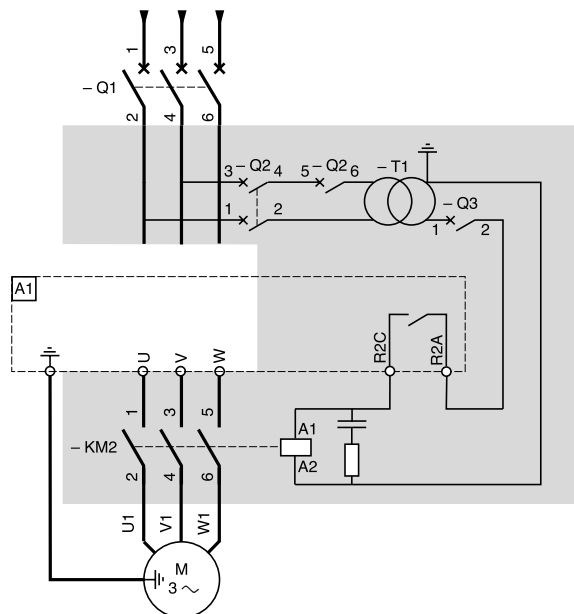 1 3 5
– Q1
2 4 6
3 – Q2 4 5 – Q2 6 – T1
1 2 – Q3
1 2
A1
U V W R2C R2A
1 3 5
– KM2 A1
A2
2 4 6
U1 V1 W1
M
3 ~